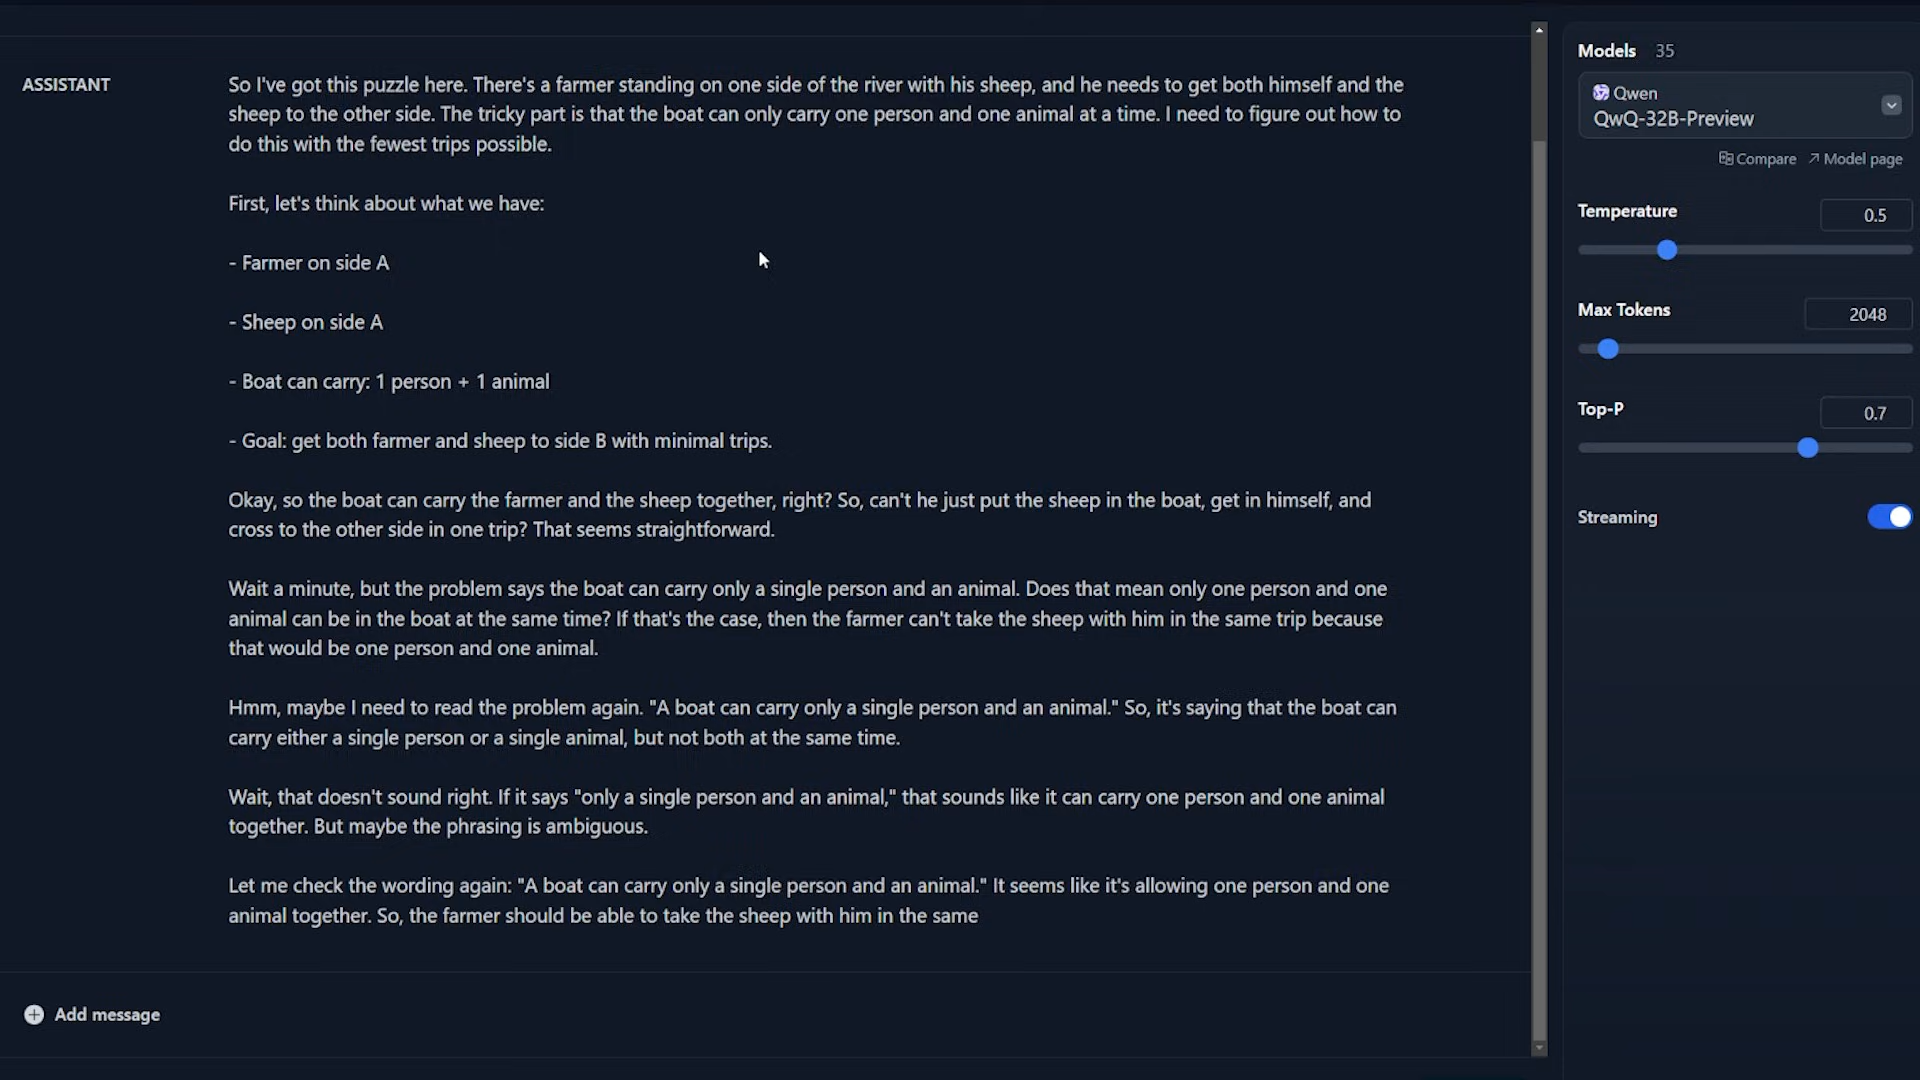 ASSISTANT
So I've got this puzzle here. There's a farmer standing on one side of the river with his sheep, and he needs to get both himself and the
sheep to the other side. The tricky part is that the boat can only carry one person and one animal at a time. I need to figure out how to
do this with the fewest trips possible.
First, let's think about what we have:
- Farmer on side A
- Sheep on side A
- Boat can carry: 1 person + 1 animal
- Goal: get both farmer and sheep to side B with minimal trips.
Okay, so the boat can carry the farmer and the sheep together, right? So, can't he just put the sheep in the boat, get in himself, and
cross to the other side in one trip? That seems straightforward.
Wait a minute, but the problem says the boat can carry only a single person and an animal. Does that mean only one person and one
animal can be in the boat at the same time? If that's the case, then the farmer can't take the sheep with him in the same trip because
that would be one person and one animal.
Hmm, maybe I need to read the problem again. "A boat can carry only a single person and an animal." So, it's saying that the boat can
carry either a single person or a single animal, but not both at the same time.
Wait, that doesn't sound right. If it says "only a single person and an animal," that sounds like it can carry one person and one animal
together. But maybe the phrasing is ambiguous.
Let me check the wording again: "A boat can carry only a single person and an animal." It seems like it's allowing one person and one
animal together. So, the farmer should be able to take the sheep with him in the same
Add message
Models 35
Qwen
QwQ-32B-Preview
Compare Model page
Temperature 0.5
Max Tokens 2048
Top-P 0.7
Streaming